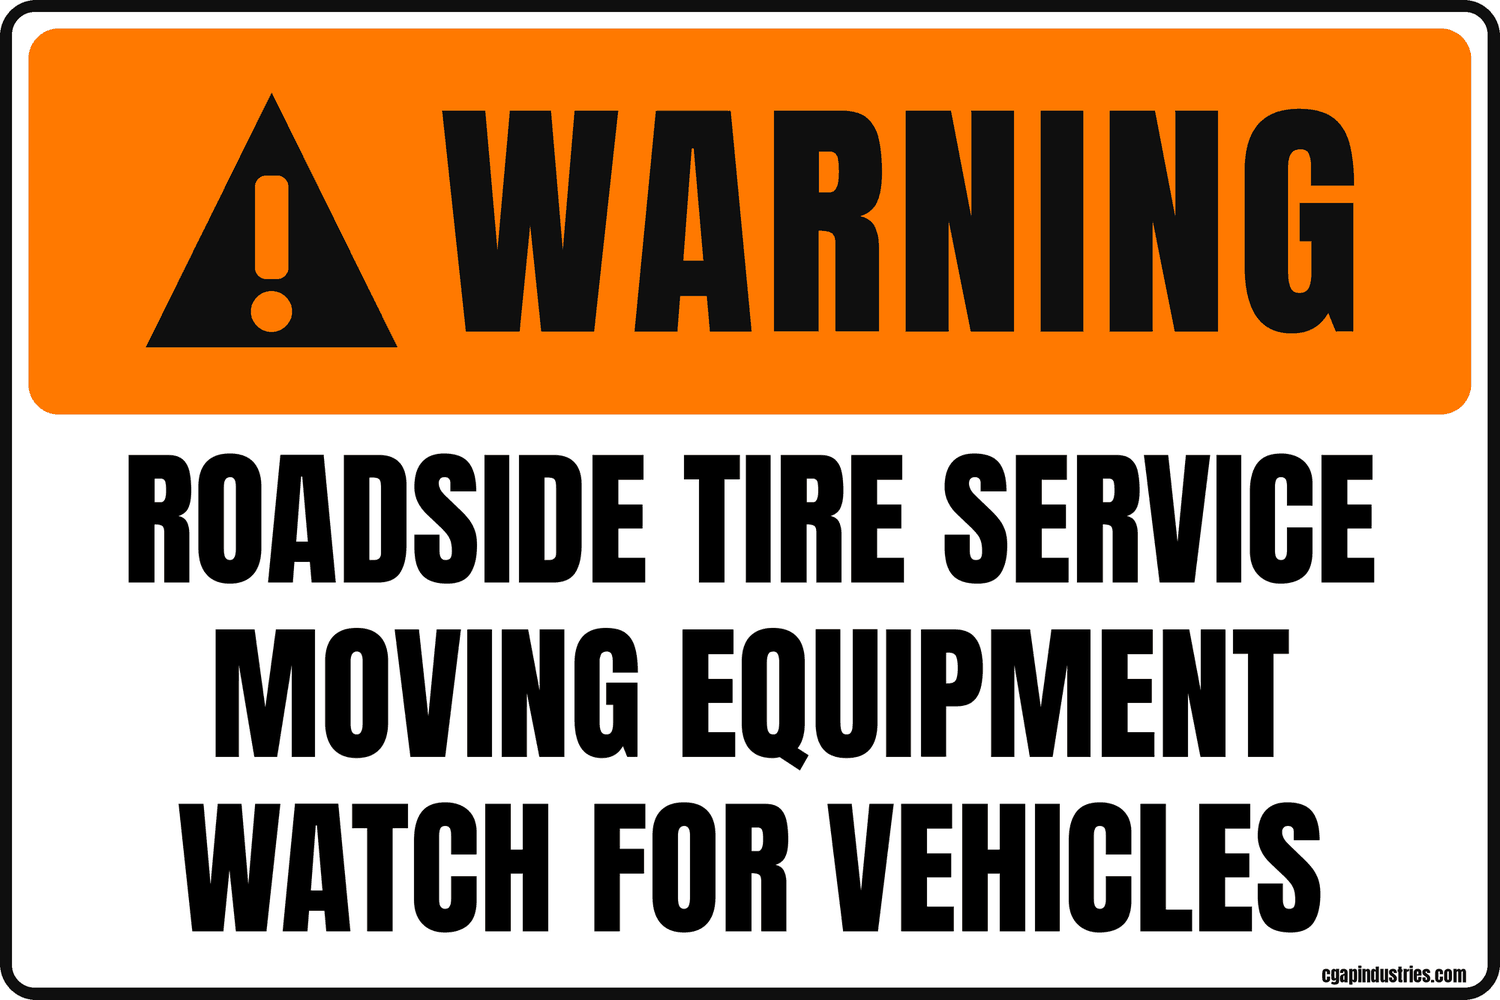 WARNING
ROADSIDE TIRE SERVICE
MOVING EQUIPMENT
WATCH FOR VEHICLES
cgapindustries.com